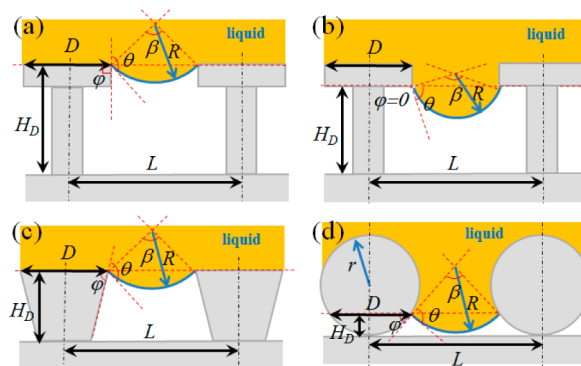 (a)
liquid
D
β
R
θ
φ
H_D
L
(b)
liquid
D
β
R
φ=0
θ
H_D
L
(c)
liquid
D
β
R
θ
φ
H_D
L
(d)
liquid
r
D
β
R
θ
φ
H_D
L